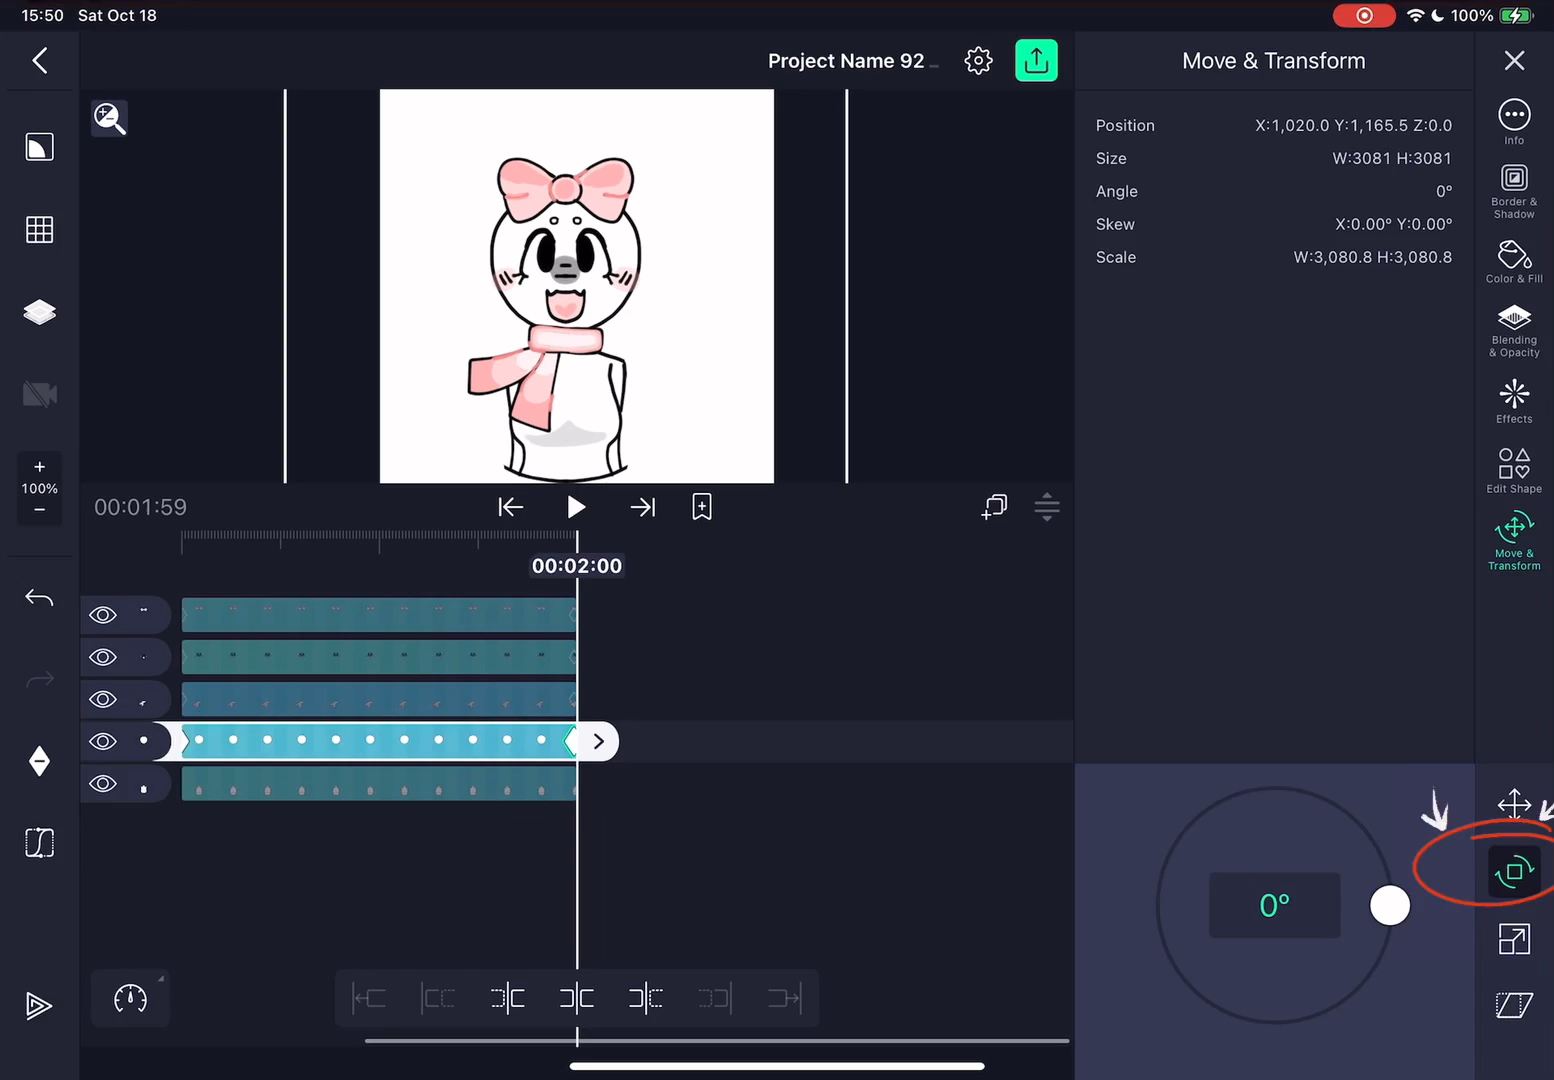 15:50 Sat Oct 18
100%
Project Name 92
Move & Transform
Position X:1,020.0 Y:1,165.5 Z:0.0
Size W:3081 H:3081
Angle 0°
Skew X:0.00° Y:0.00°
Scale W:3,080.8 H:3,080.8
Info
Border &
Shadow
Color & Fill
Blending
& Opacity
Effects
Edit Shape
Move &
Transform
+
100%
−
00:01:59
00:02:00
0°